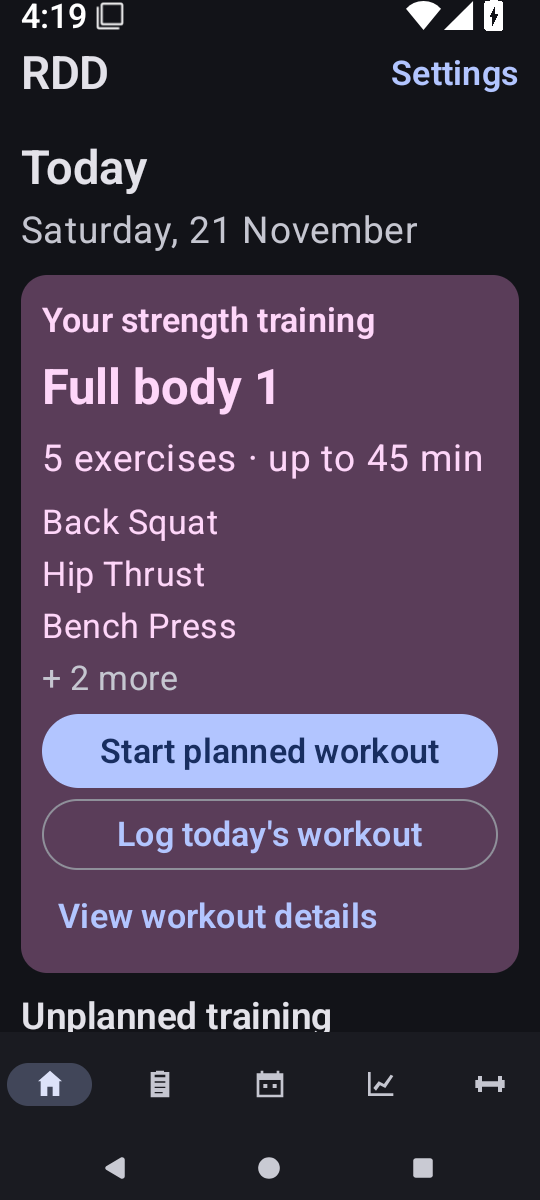 4:19
RDD
Settings
Today
Saturday, 21 November
Your strength training
Full body 1
5 exercises · up to 45 min
Back Squat
Hip Thrust
Bench Press
+ 2 more
Start planned workout
Log today's workout
View workout details
Unplanned training